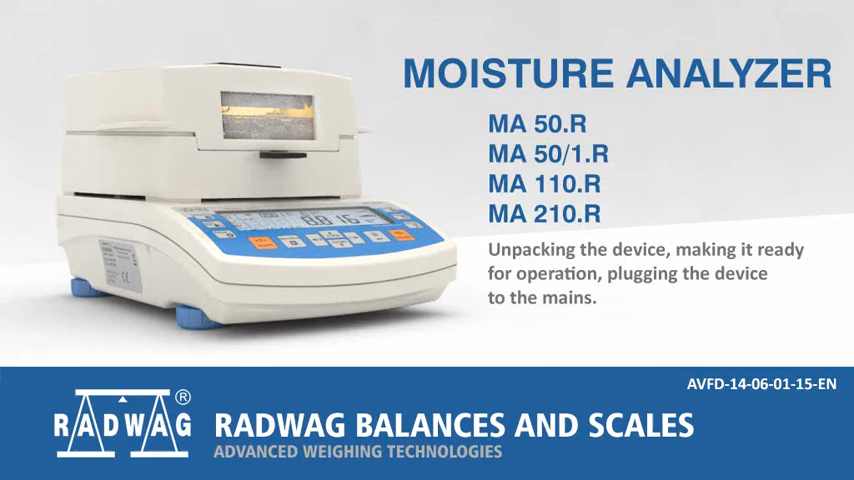 MOISTURE ANALYZER
MA 50.R
MA 50/1.R
MA 110.R
MA 210.R
Unpacking the device, making it ready
for operation, plugging the device
to the mains.
AVFD-14-06-01-15-EN
RADWAG®
RADWAG BALANCES AND SCALES
ADVANCED WEIGHING TECHNOLOGIES